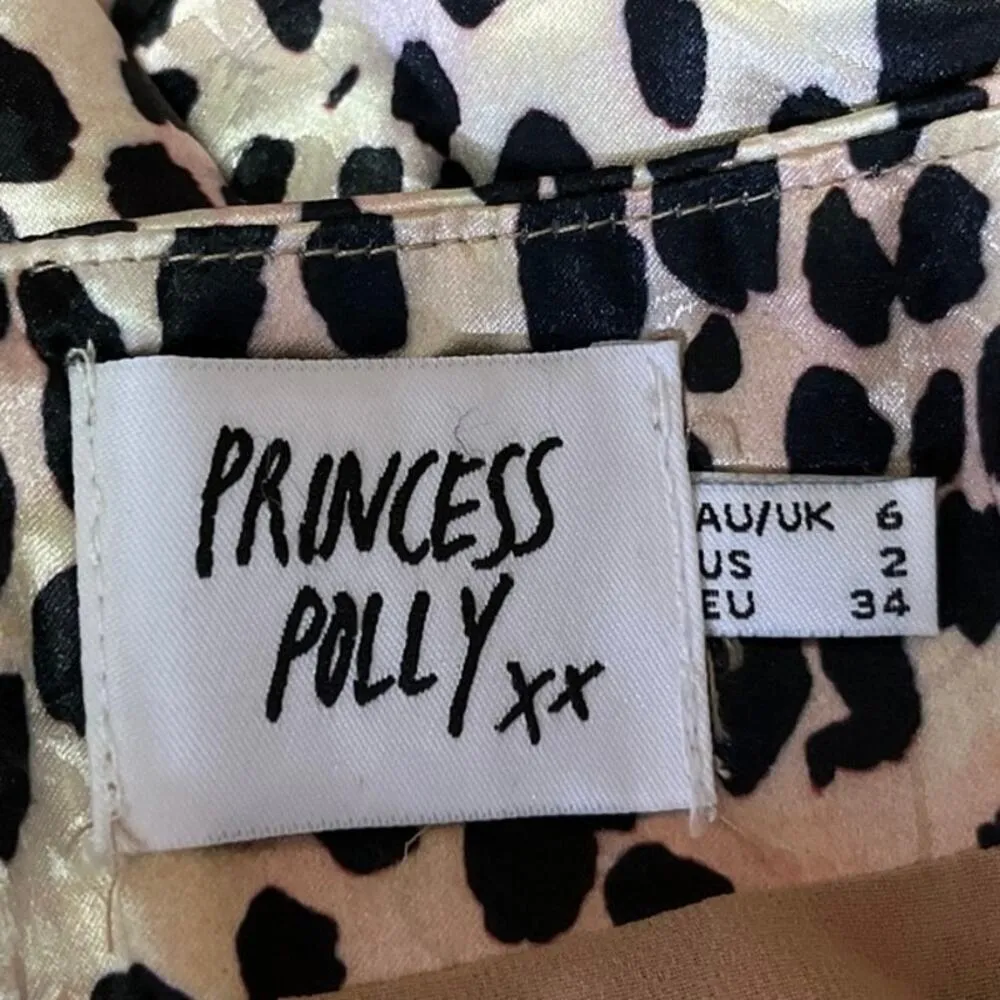 PRINCESS
POLLY xx
AU/UK 6
US 2
EU 34